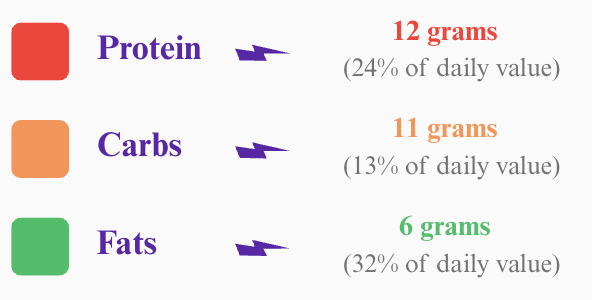 Protein
12 grams
(24% of daily value)
Carbs
11 grams
(13% of daily value)
Fats
6 grams
(32% of daily value)